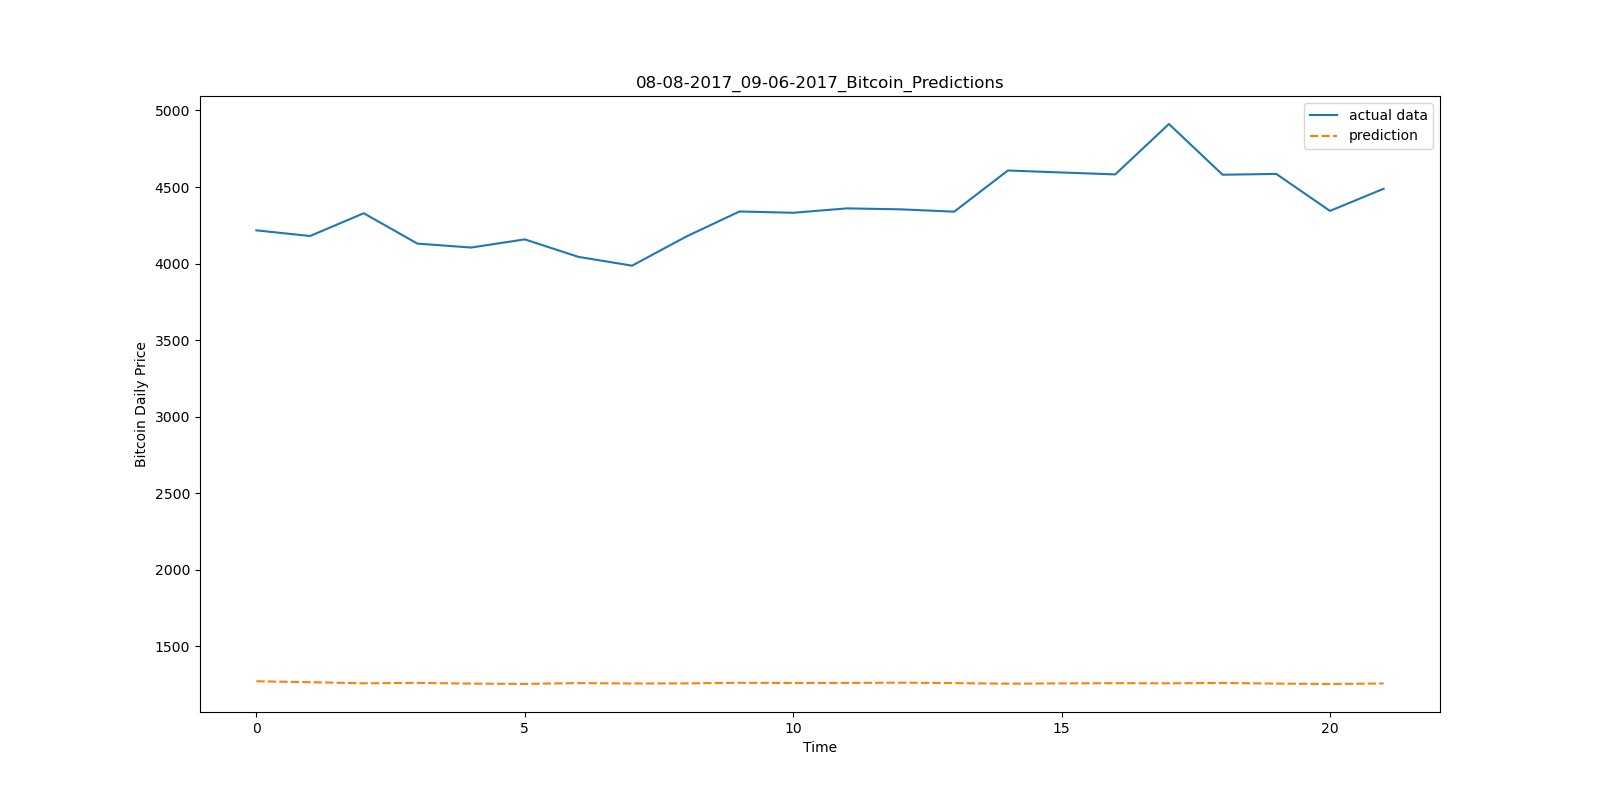 08-08-2017_09-06-2017_Bitcoin_Predictions
actual data
prediction
Bitcoin Daily Price
5000
4500
4000
3500
3000
2500
2000
1500
0 5 10 15 20
Time